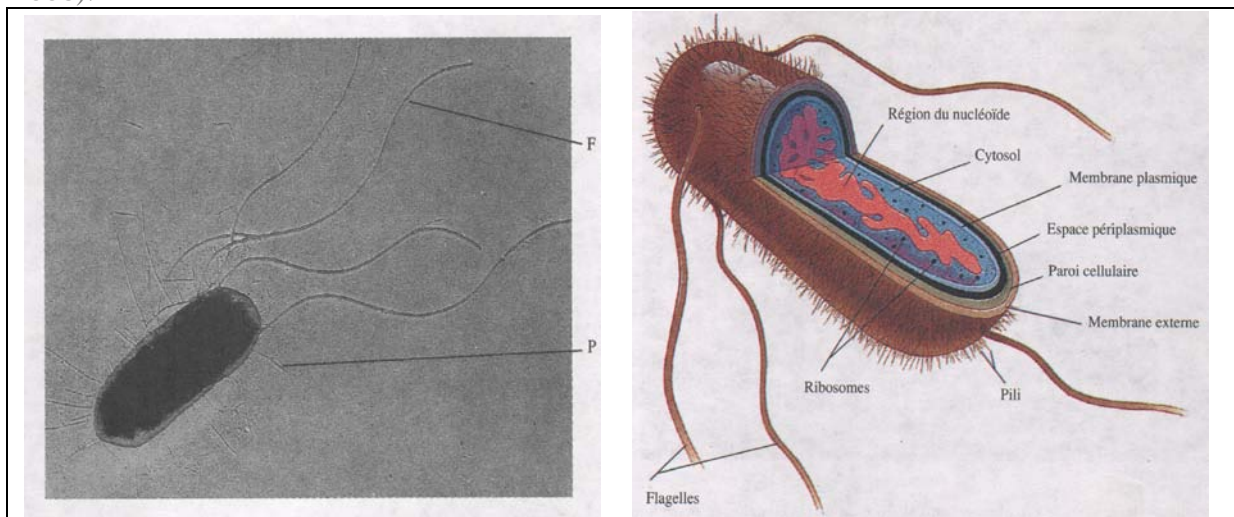 F
P
Région du nucléoïde
Cytosol
Membrane plasmique
Espace périplasmique
Paroi cellulaire
Membrane externe
Ribosomes
Pili
Flagelles